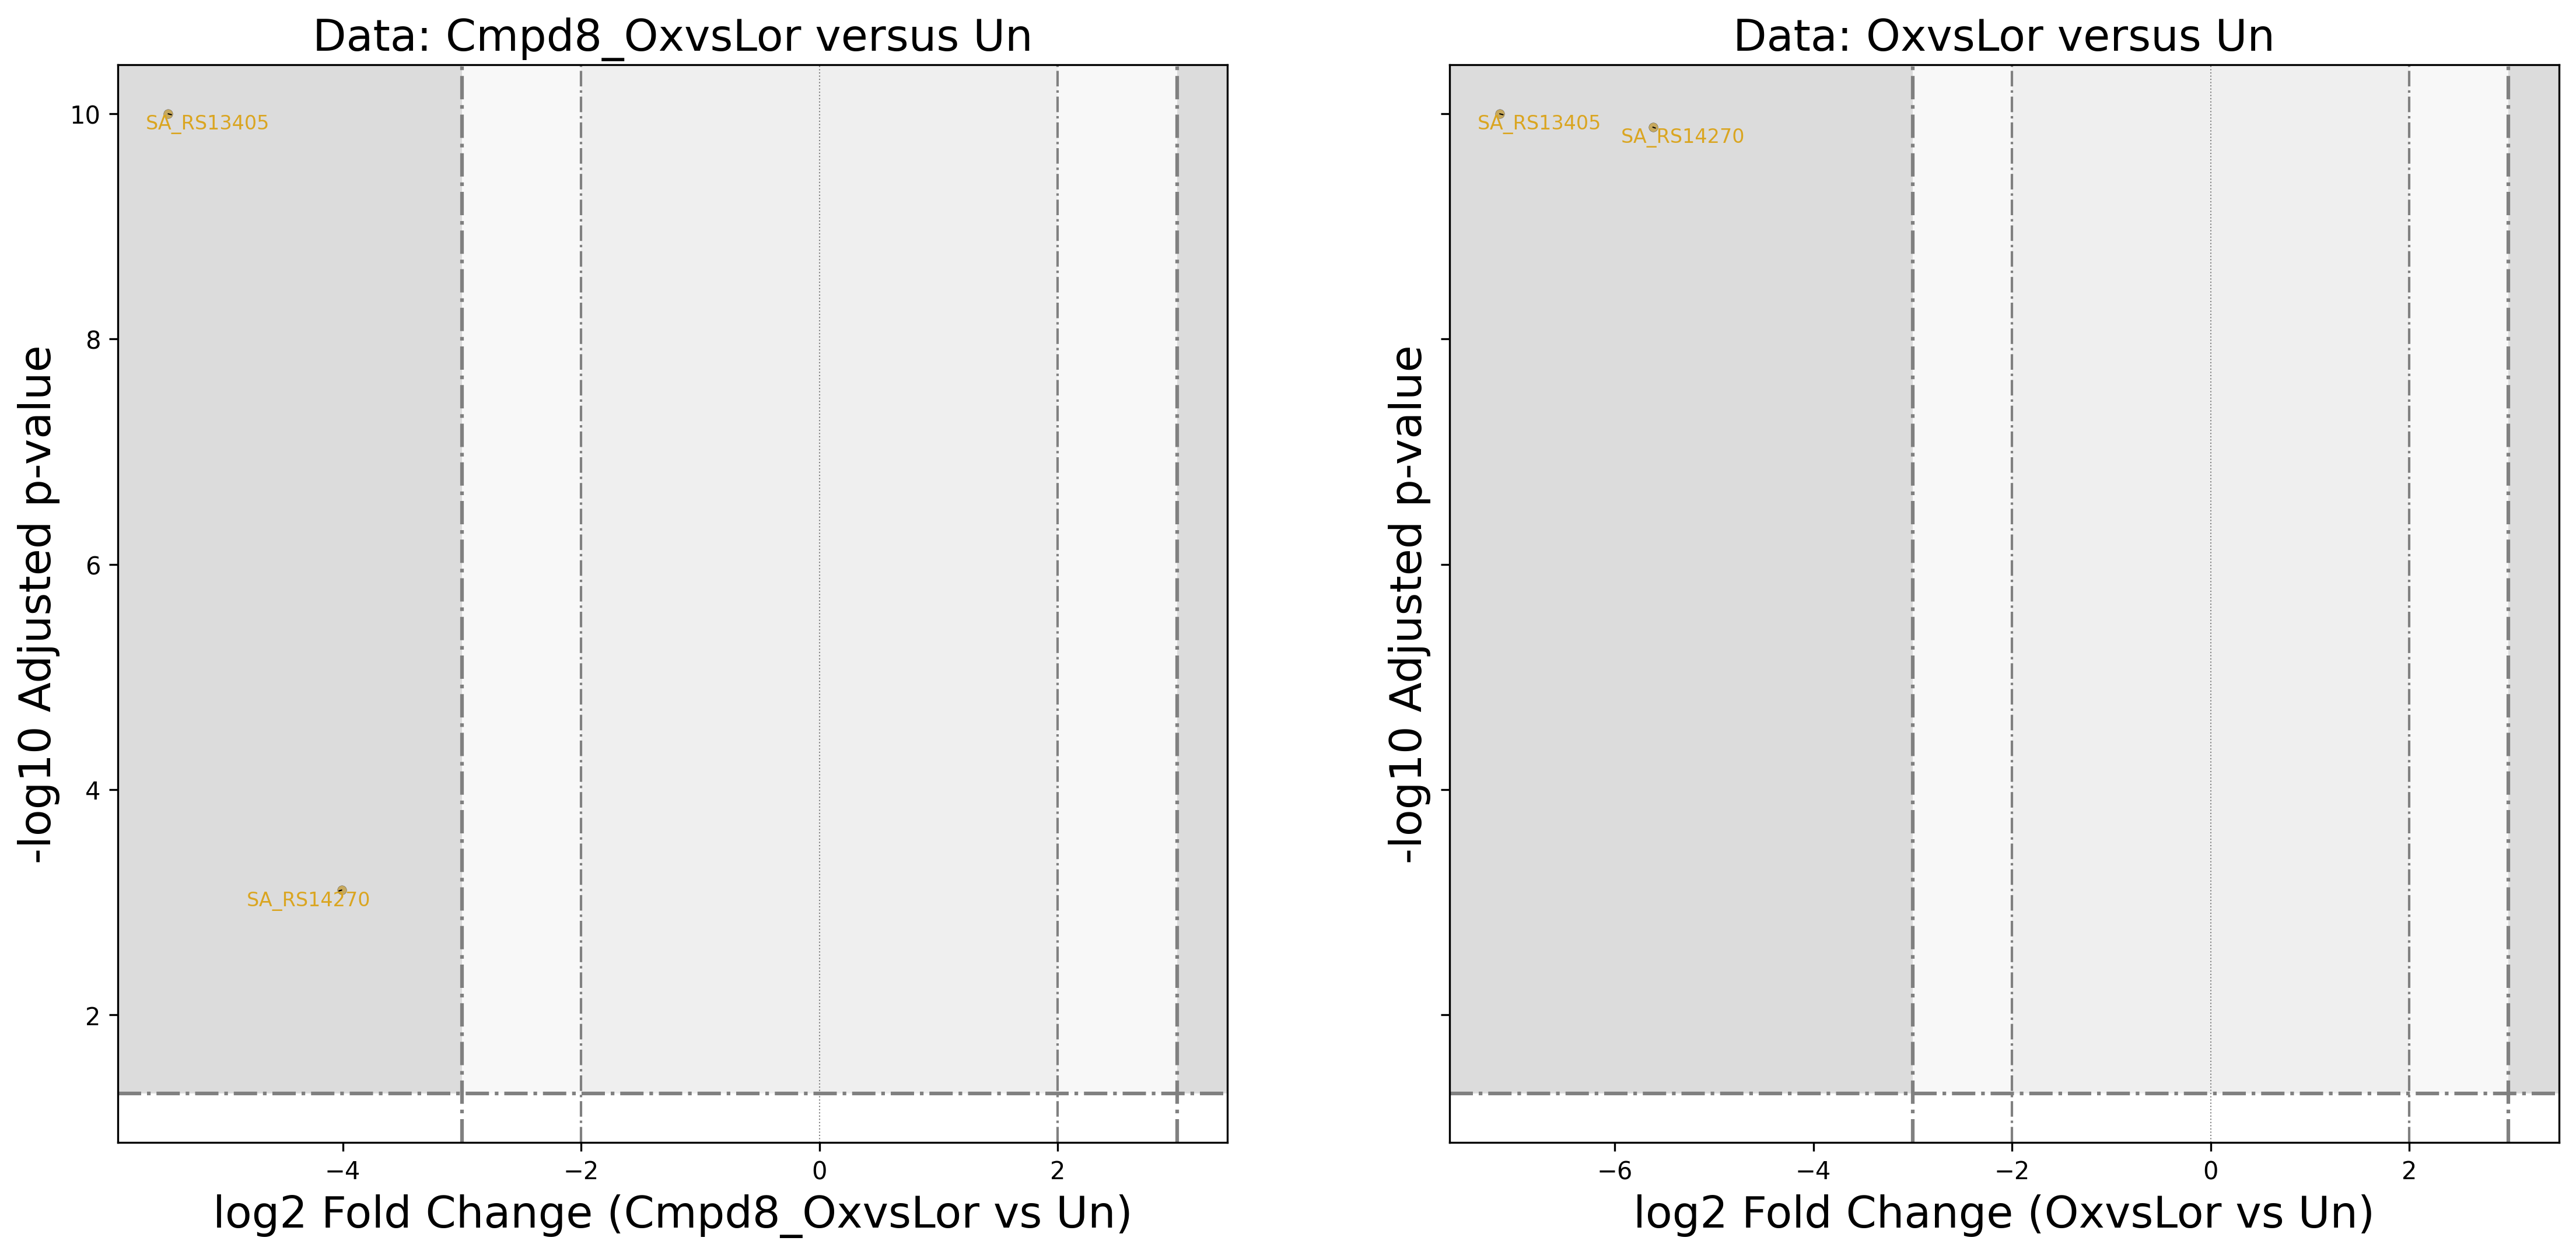 Data: Cmpd8_OxvsLor versus Un
-log10 Adjusted p-value
10
8
6
4
2
SA_RS13405
SA_RS14270
−4
−2
0
2
log2 Fold Change (Cmpd8_OxvsLor vs Un)
Data: OxvsLor versus Un
-log10 Adjusted p-value
SA_RS13405
SA_RS14270
−6
−4
−2
0
2
log2 Fold Change (OxvsLor vs Un)